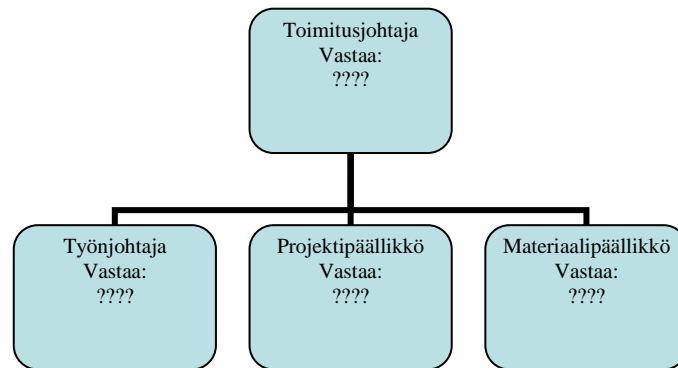 Toimitusjohtaja
Vastaa:
????
Työnjohtaja
Vastaa:
????
Projektipäällikkö
Vastaa:
????
Materiaalipäällikkö
Vastaa:
????